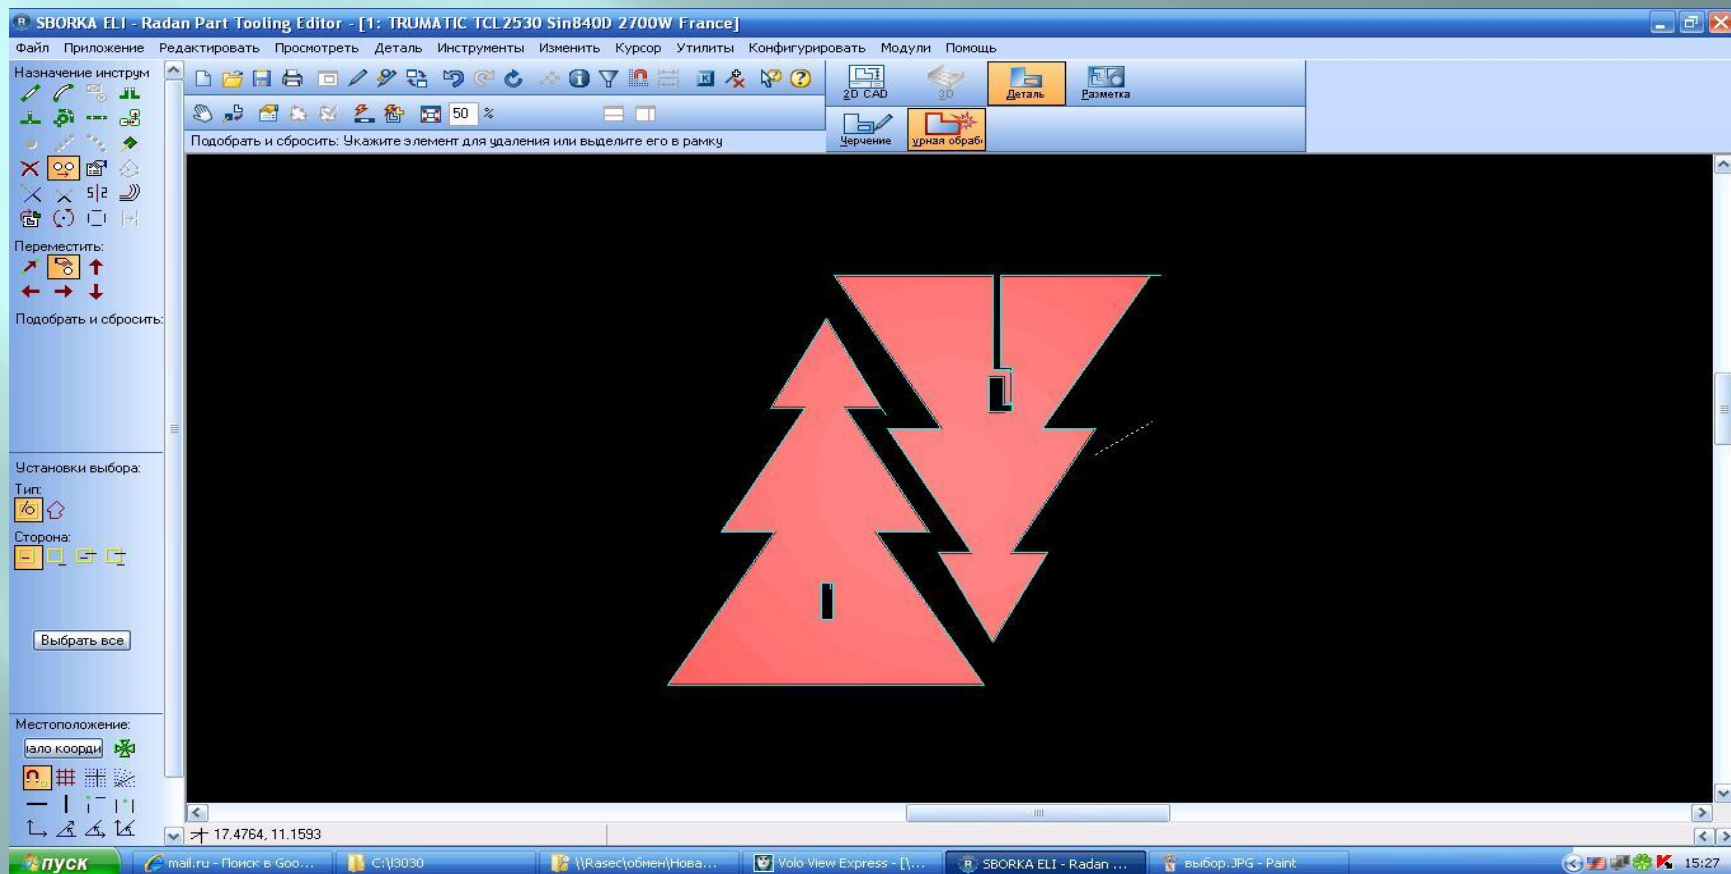 SBORKA ELI - Radan Part Tooling Editor - [1: TRUMATIC TCL2530 Sin840D 2700W France]
Файл Приложение Редактировать Просмотреть Деталь Инструменты Изменить Курсор Утилиты Конфигурировать Модули Помощь
Назначение инструм
2D CAD 3D Деталь Разметка
50 %
Подобрать и сбросить: Укажите элемент для удаления или выделите его в рамку
Черчение урная обраб
Переместить:
Подобрать и сбросить:
Установки выбора:
Тип:
Сторона:
Выбрать все
Местоположение:
ало коорди
17.4764, 11.1593
пуск
mail.ru - Поиск в Goo...
C:\l3030
\\Rasec\обмен\Нова...
Volo View Express - [\...
SBORKA ELI - Radan ...
выбор.JPG - Paint
15:27